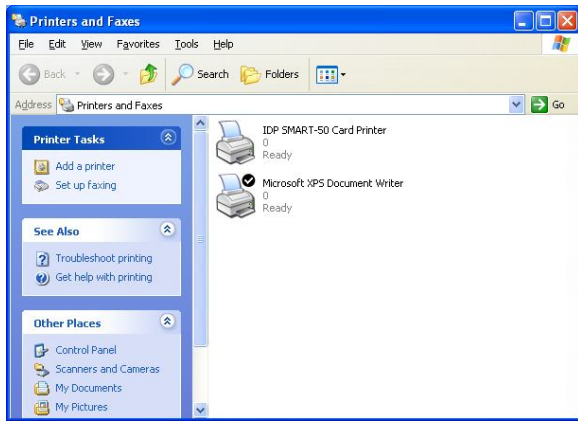 Printers and Faxes
File Edit View Favorites Tools Help
Back Search Folders
Address Printers and Faxes Go
Printer Tasks
Add a printer
Set up faxing
See Also
Troubleshoot printing
Get help with printing
Other Places
Control Panel
Scanners and Cameras
My Documents
My Pictures
IDP SMART-50 Card Printer
0
Ready
Microsoft XPS Document Writer
0
Ready